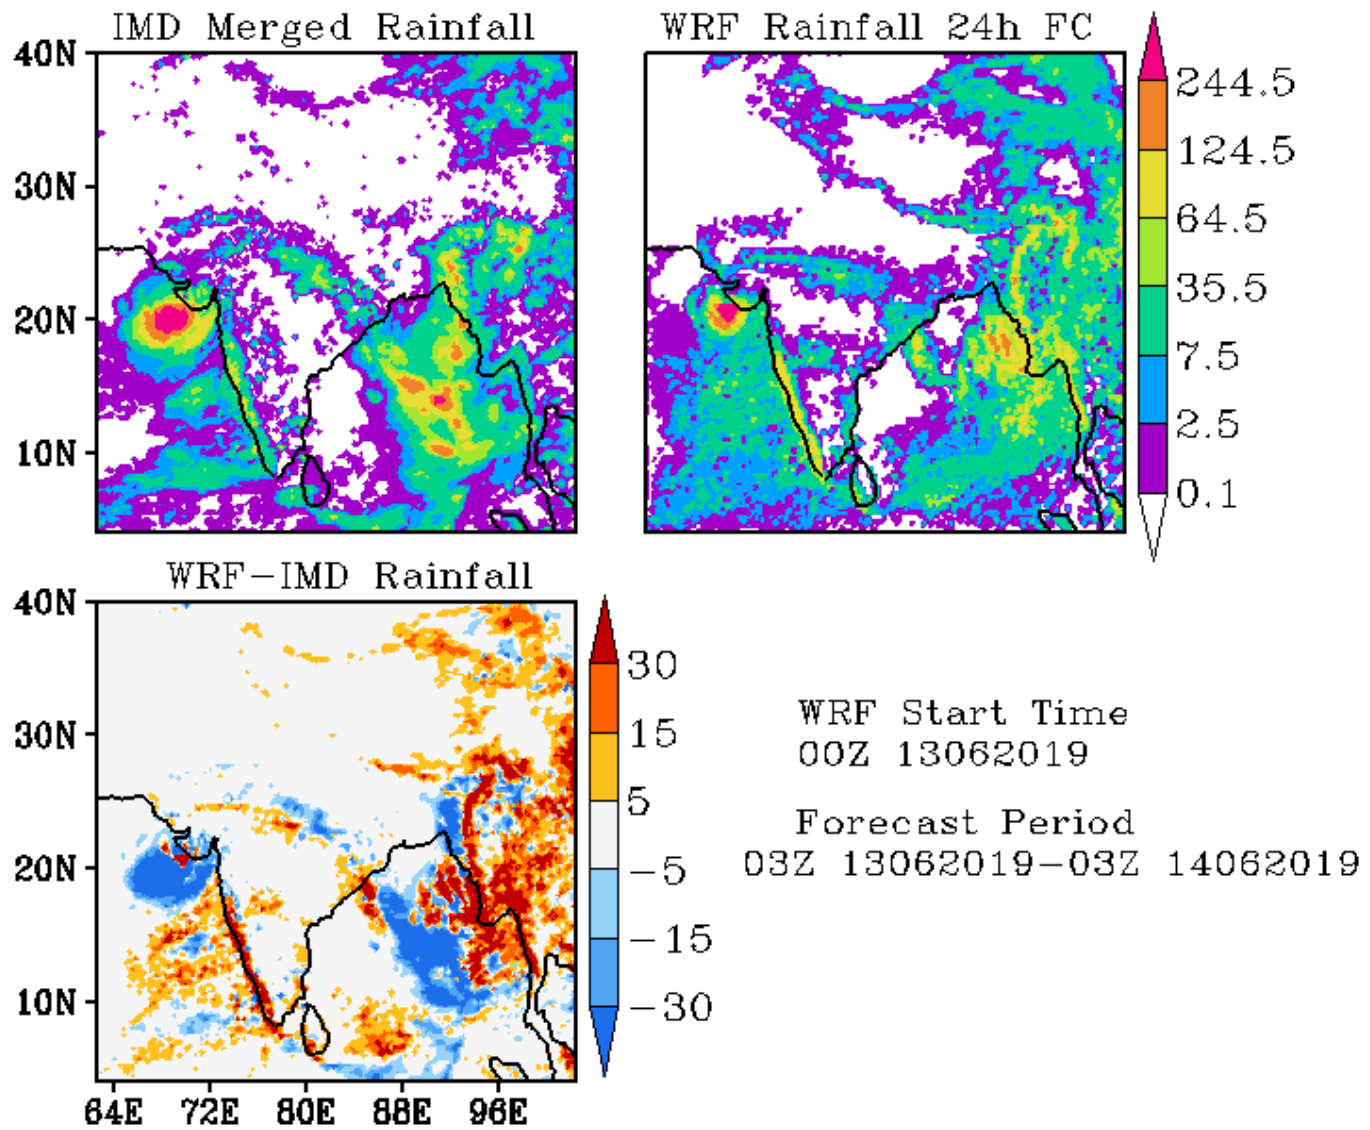 IMD Merged Rainfall
WRF Rainfall 24h FC
40N
30N
20N
10N
244.5
124.5
64.5
35.5
7.5
2.5
0.1
WRF-IMD Rainfall
40N
30N
20N
10N
64E 72E 80E 88E 96E
30
15
5
-5
-15
-30
WRF Start Time
00Z 13062019
Forecast Period
03Z 13062019-03Z 14062019